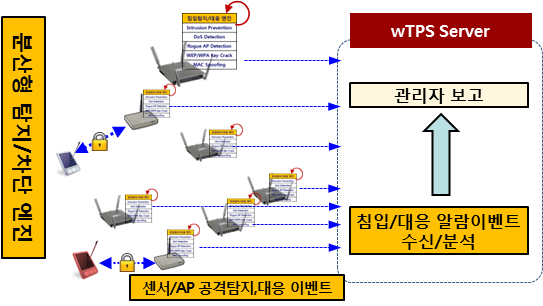 분산형 탐지/차단 엔진
침입탐지/대응 엔진
Intrusion Prevention
DoS Detection
Rogue AP Detection
WEP/WPA Key Crack
MAC Spoofing
wTPS Server
관리자 보고
침입/대응 알람이벤트
수신/분석
센서/AP 공격탐지,대응 이벤트